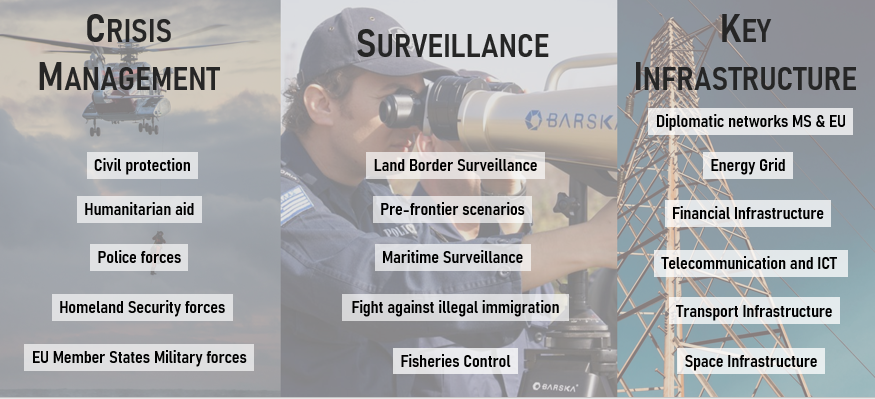 CRISIS
MANAGEMENT
Civil protection
Humanitarian aid
Police forces
Homeland Security forces
EU Member States Military forces
SURVEILLANCE
BARSKA
Land Border Surveillance
Pre-frontier scenarios
POLICE
Maritime Surveillance
Fight against illegal immigration
Fisheries Control
BARSKA
KEY
INFRASTRUCTURE
Diplomatic networks MS & EU
Energy Grid
Financial Infrastructure
Telecommunication and ICT
Transport Infrastructure
Space Infrastructure